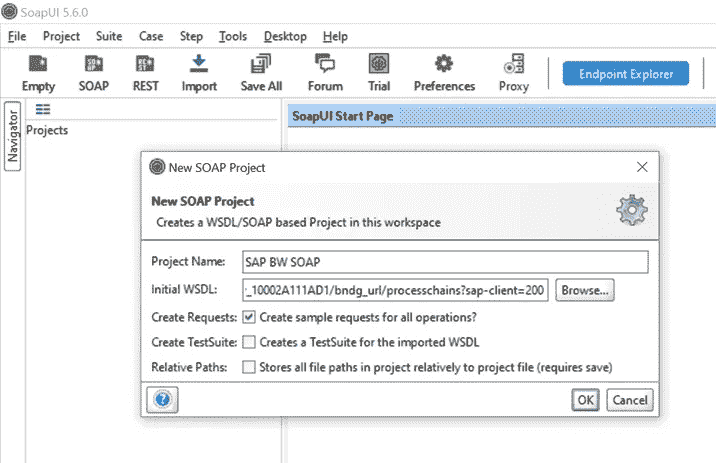 SoapUI 5.6.0
File Project Suite Case Step Tools Desktop Help
Empty SOAP REST Import Save All Forum Trial Preferences Proxy Endpoint Explorer
Navigator
Projects
SoapUI Start Page
New SOAP Project
New SOAP Project
Creates a WSDL/SOAP based Project in this workspace
Project Name: SAP BW SOAP
Initial WSDL: _10002A111AD1/bndg_url/processchains?sap-client=200 Browse...
Create Requests: Create sample requests for all operations?
Create TestSuite: Creates a TestSuite for the imported WSDL
Relative Paths: Stores all file paths in project relatively to project file (requires save)
OK Cancel